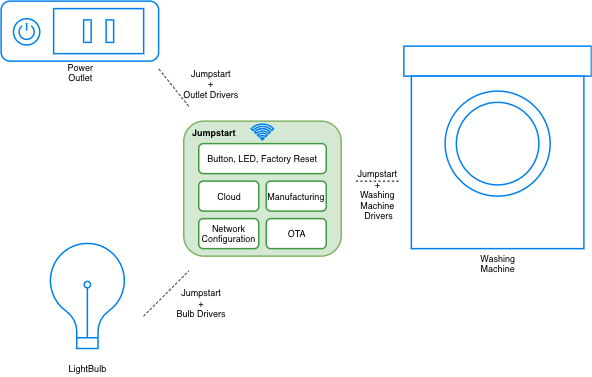 Power
Outlet
Jumpstart
+
Outlet Drivers
Jumpstart
Button, LED, Factory Reset
Cloud
Manufacturing
Network
Configuration
OTA
Jumpstart
+
Washing
Machine
Drivers
Washing
Machine
Jumpstart
+
Bulb Drivers
LightBulb